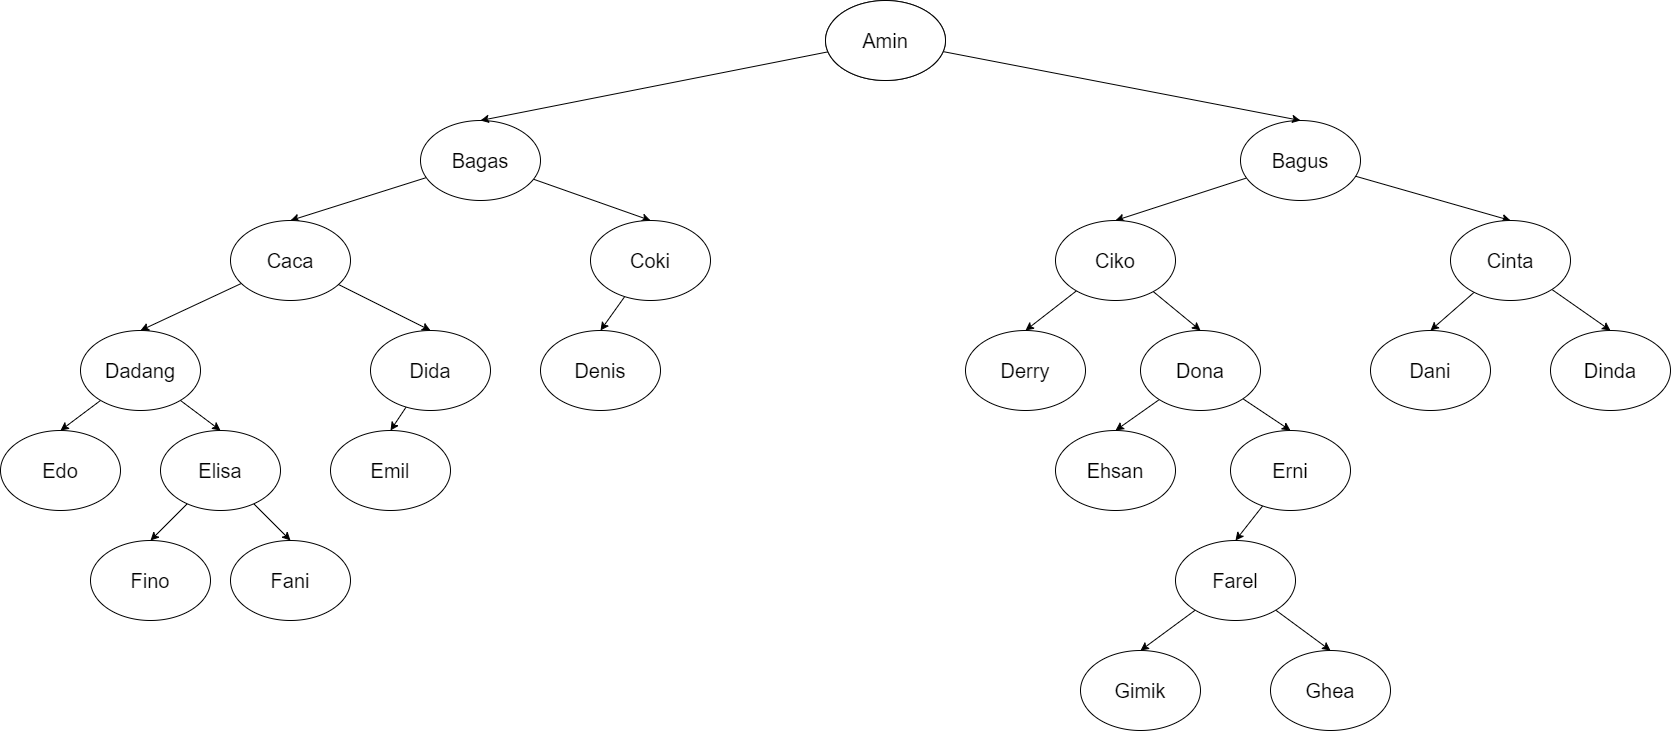 Amin
Bagas
Bagus
Caca
Coki
Ciko
Cinta
Dadang
Dida
Denis
Derry
Dona
Dani
Dinda
Edo
Elisa
Emil
Ehsan
Erni
Fino
Fani
Farel
Gimik
Ghea